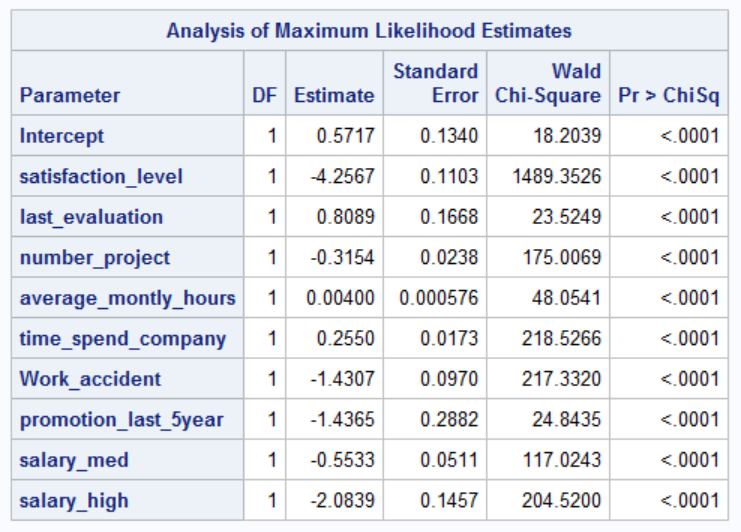 Analysis of Maximum Likelihood Estimates
Parameter DF Estimate Standard Error Wald Chi-Square Pr > ChiSq
Intercept 1 0.5717 0.1340 18.2039 <.0001
satisfaction_level 1 -4.2567 0.1103 1489.3526 <.0001
last_evaluation 1 0.8089 0.1668 23.5249 <.0001
number_project 1 -0.3154 0.0238 175.0069 <.0001
average_montly_hours 1 0.00400 0.000576 48.0541 <.0001
time_spend_company 1 0.2550 0.0173 218.5266 <.0001
Work_accident 1 -1.4307 0.0970 217.3320 <.0001
promotion_last_5year 1 -1.4365 0.2882 24.8435 <.0001
salary_med 1 -0.5533 0.0511 117.0243 <.0001
salary_high 1 -2.0839 0.1457 204.5200 <.0001